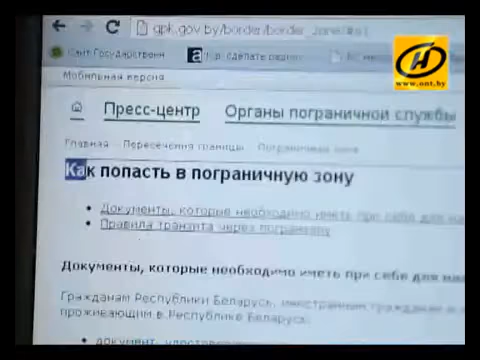 gpk.gov.by/border/border_zone/#o1
Сайт Государственн
сделать
www.ont.by
Мобильная версия
Пресс-центр Органы пограничной службы
Главная Пересечение границы Пограничная зона
Как попасть в пограничную зону
Документы, которые необходимо иметь при себе для
Правила транзита через погранзону
Документы, которые необходимо иметь при себе для
Гражданам Республики Беларусь, иностранным гражданам и
проживающим в Республике Беларусь:
документ,